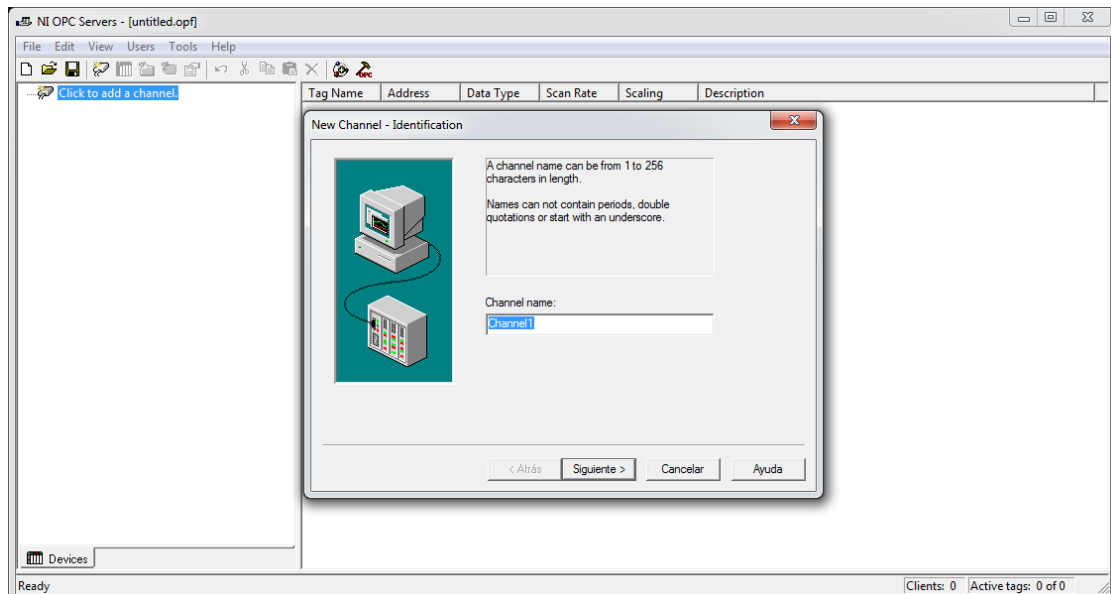 NI OPC Servers - [untitled.opf]
File Edit View Users Tools Help
OPC
Click to add a channel.
Tag Name Address Data Type Scan Rate Scaling Description
New Channel - Identification
A channel name can be from 1 to 256
characters in length.
Names can not contain periods, double
quotations or start with an underscore.
Channel name:
Channel1
< Atrás Siguiente > Cancelar Ayuda
Devices
Ready Clients: 0 Active tags: 0 of 0